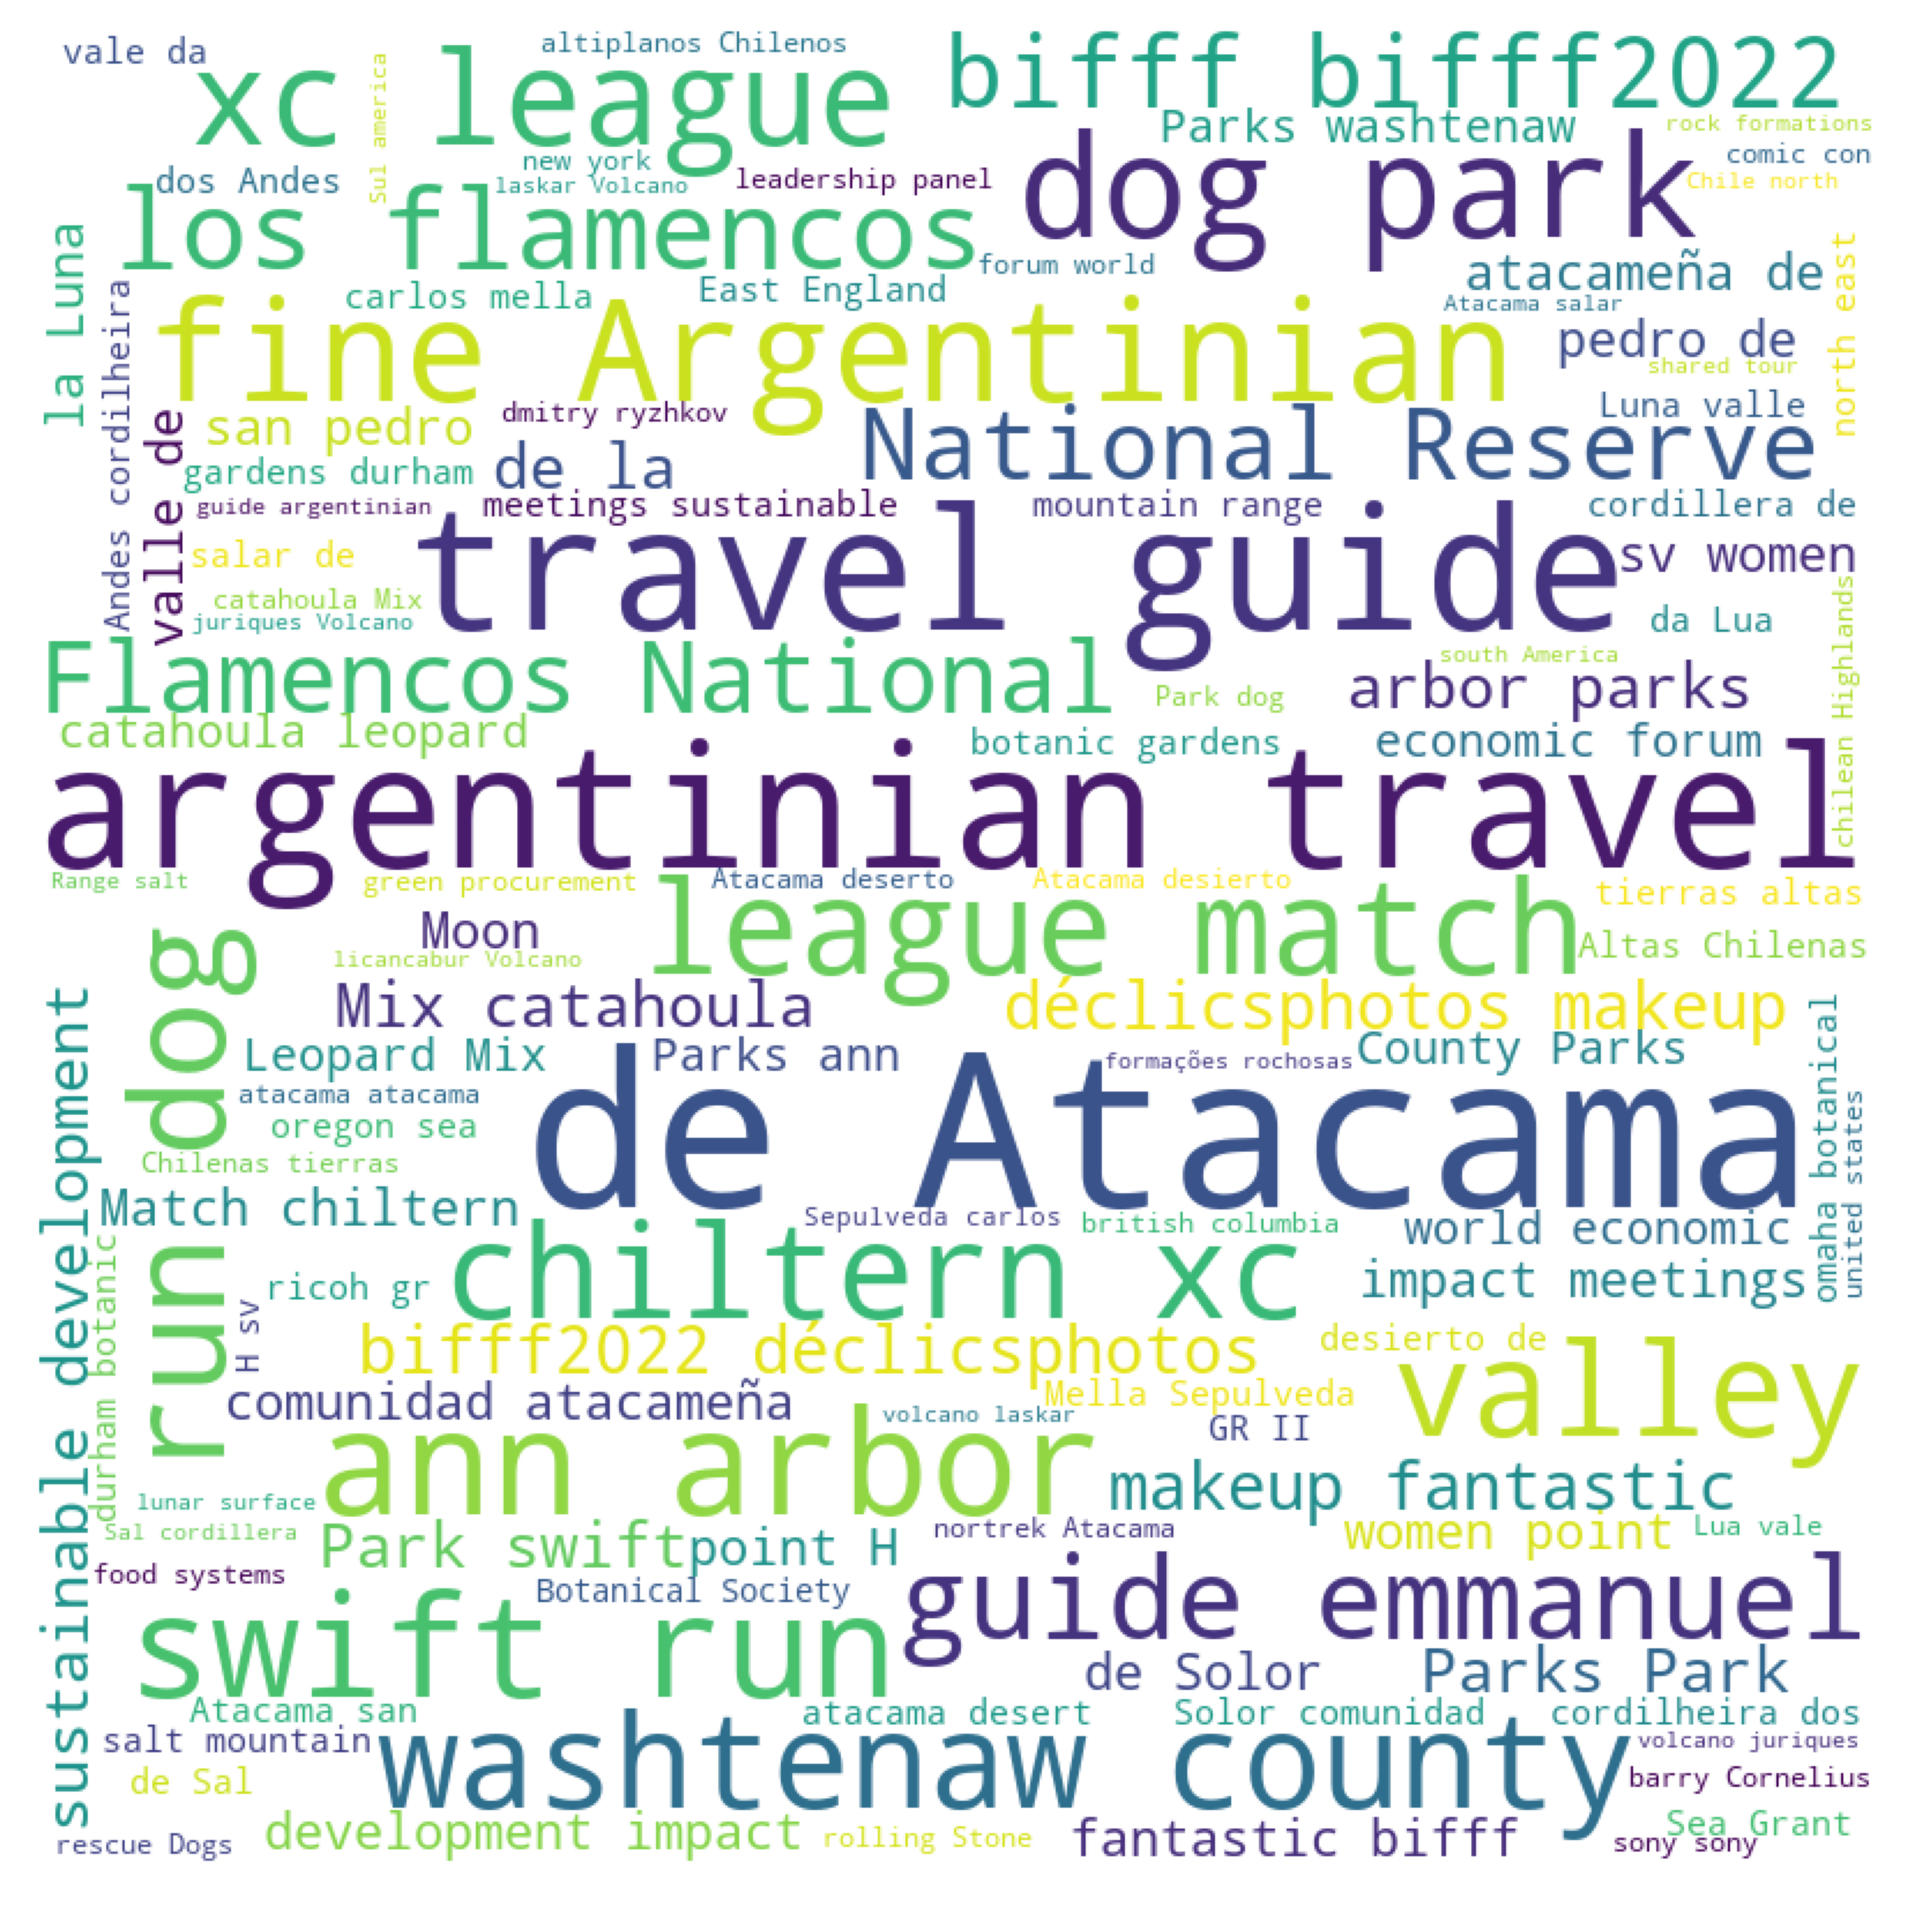 vale da
altiplanos Chilenos
xc league
bifff bifff2022
Sul america
Parks washtenaw
rock formations
new york
comic con
dos Andes
laskar Volcano
leadership panel
dog park
Chile north
los flamencos
la Luna
forum world
atacameña de
north east
carlos mella
East England
Atacama salar
Andes cordilheira
fine Argentinian
pedro de
shared tour
san pedro
dmitry ryzhkov
Luna valle
valle de
gardens durham
de la
National Reserve
guide argentinian
meetings sustainable
mountain range
cordillera de
salar de
travel guide
sv women
catahoula Mix
juriques Volcano
da Lua
chilean Highlands
Flamencos National
south America
Park dog
arbor parks
catahoula leopard
botanic gardens
economic forum
argentinian travel
Range salt
green procurement
Atacama deserto
Atacama desierto
tierras altas
run dog
Moon
league match
licancabur Volcano
Altas Chilenas
sustainable development
Mix catahoula
déclicsphotos makeup
omaha botanical
Leopard Mix
Parks ann
formações rochosas
County Parks
atacama atacama
de Atacama
united states
oregon sea
Chilenas tierras
Match chiltern
Sepulveda carlos
british columbia
world economic
durham botanic
ricoh gr
chiltern xc
impact meetings
H sv
bifff2022 déclicsphotos
desierto de
valley
comunidad atacameña
Mella Sepulveda
volcano laskar
GR II
ann arbor
makeup fantastic
lunar surface
Sal cordillera
Park swift
point H
nortrek Atacama
women point
Lua vale
food systems
Botanical Society
guide emmanuel
swift run
de Solor
Parks Park
Atacama san
atacama desert
Solor comunidad
cordilheira dos
salt mountain
washtenaw county
volcano juriques
de Sal
barry Cornelius
development impact
rolling Stone
fantastic bifff
Sea Grant
rescue Dogs
sony sony